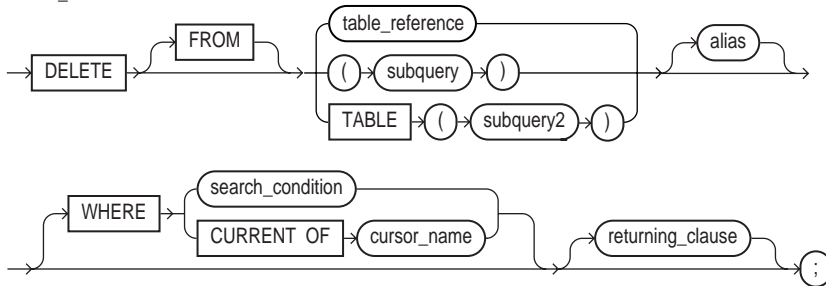 DELETE FROM table_reference alias
( subquery )
TABLE ( subquery2 )
WHERE search_condition
CURRENT OF cursor_name returning_clause ;